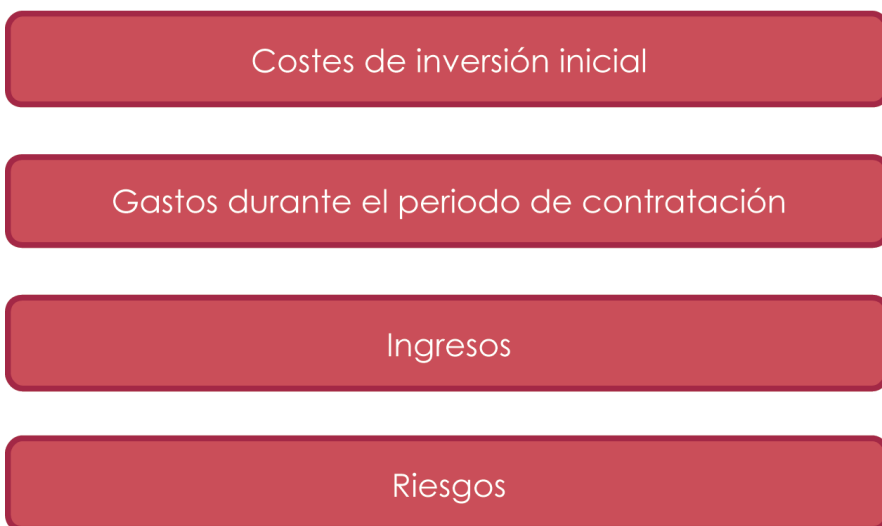 Costes de inversión inicial
Gastos durante el periodo de contratación
Ingresos
Riesgos